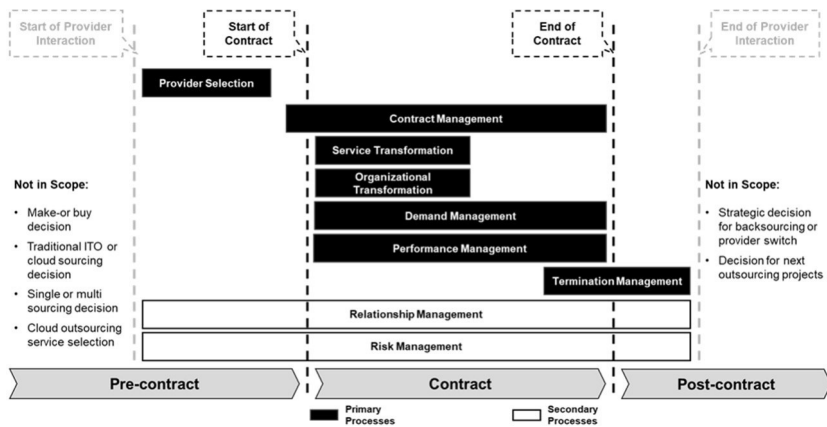 Start of Provider
Interaction
Start of
Contract
End of
Contract
End of Provider
Interaction
Provider Selection
Contract Management
Service Transformation
Organizational
Transformation
Demand Management
Performance Management
Termination Management
Relationship Management
Risk Management
Not in Scope:
• Make-or buy
decision
• Traditional ITO or
cloud sourcing
decision
• Single or multi
sourcing decision
• Cloud outsourcing
service selection
Not in Scope:
• Strategic decision
for backsourcing or
provider switch
• Decision for next
outsourcing projects
Pre-contract
Contract
Post-contract
Primary
Processes
Secondary
Processes